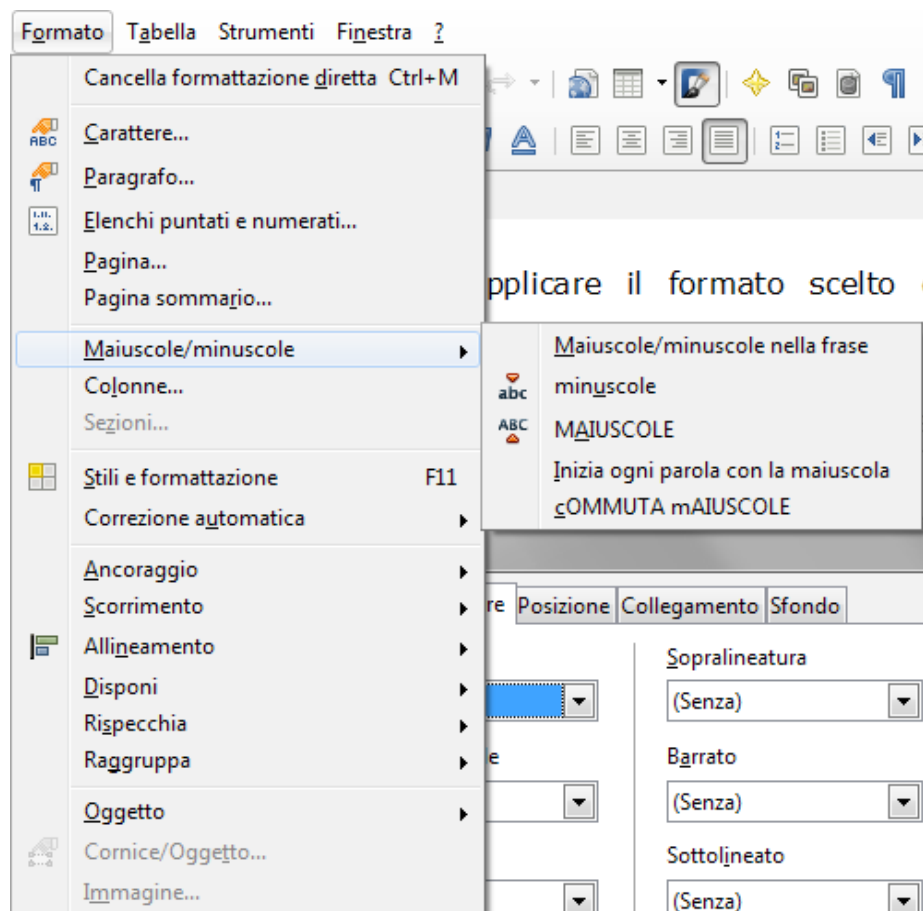 Formato Tabella Strumenti Finestra ?
Cancella formattazione diretta Ctrl+M
ABC Carattere...
Paragrafo...
Elenchi puntati e numerati...
Pagina...
Pagina sommario...
Maiuscole/minuscole
Colonne...
Sezioni...
Stili e formattazione F11
Correzione automatica
Ancoraggio
Scorrimento
Allineamento
Disponi
Rispecchia
Raggruppa
Oggetto
Cornice/Oggetto...
Immagine...
pplicare il formato scelto
Maiuscole/minuscole nella frase
abc minuscole
ABC MAIUSCOLE
Inizia ogni parola con la maiuscola
cOMMUTA mAIUSCOLE
re Posizione Collegamento Sfondo
Sopralineatura
(Senza)
e Barrato
(Senza)
Sottolineato
(Senza)